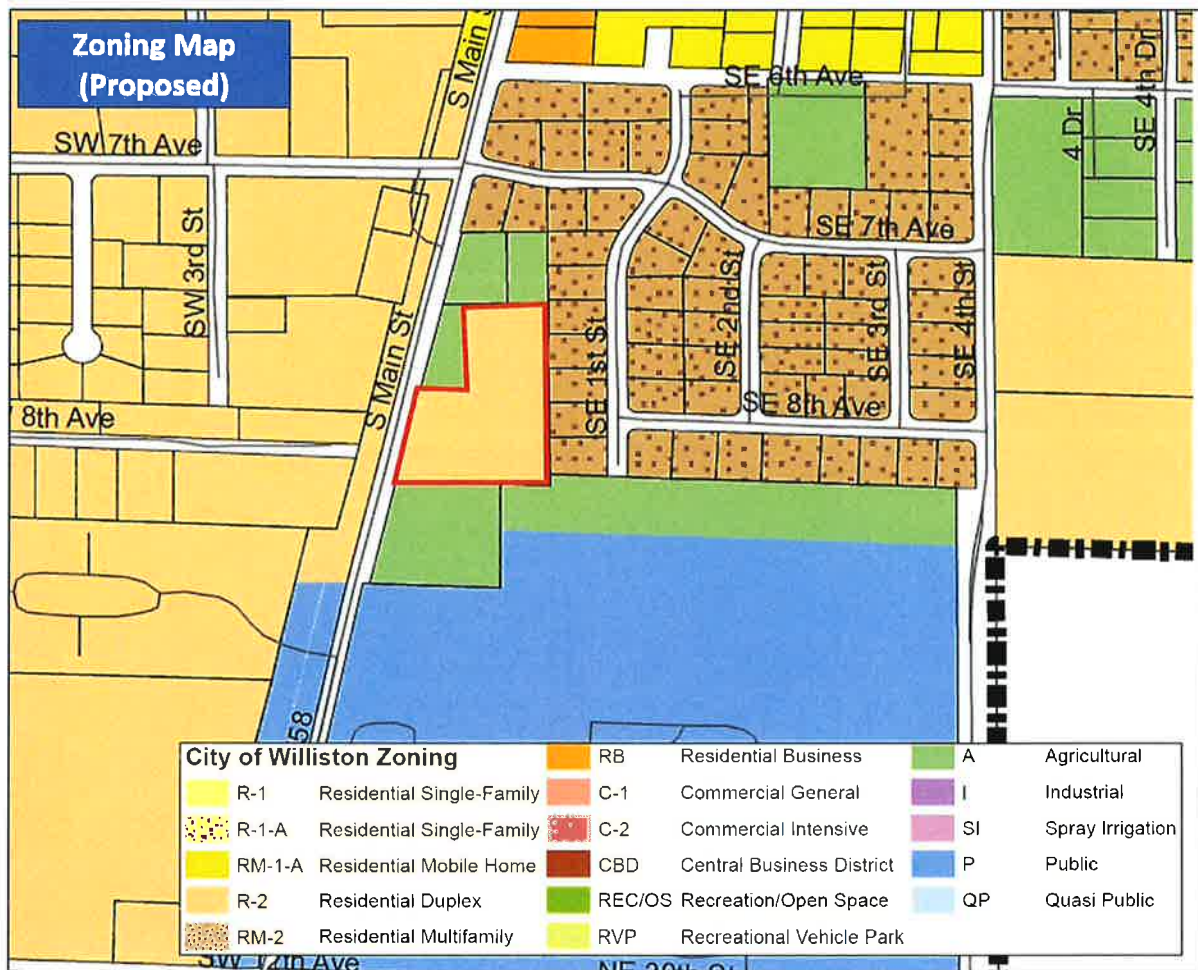 Zoning Map
(Proposed)
S Main S
SE 6th Ave
SW 7th Ave
4 Dr
SE 4th Dr
SW 3rd St
SE 7th Ave
S Main St
SE 1st St
SE 2nd St
SE 3rd St
SE 4th St
8th Ave
SE 8th Ave
58
City of Williston Zoning
R-1 Residential Single-Family
R-1-A Residential Single-Family
RM-1-A Residential Mobile Home
R-2 Residential Duplex
RM-2 Residential Multifamily
RB Residential Business
C-1 Commercial General
C-2 Commercial Intensive
CBD Central Business District
REC/OS Recreation/Open Space
RVP Recreational Vehicle Park
A Agricultural
I Industrial
SI Spray Irrigation
P Public
QP Quasi Public
SW 12th Ave